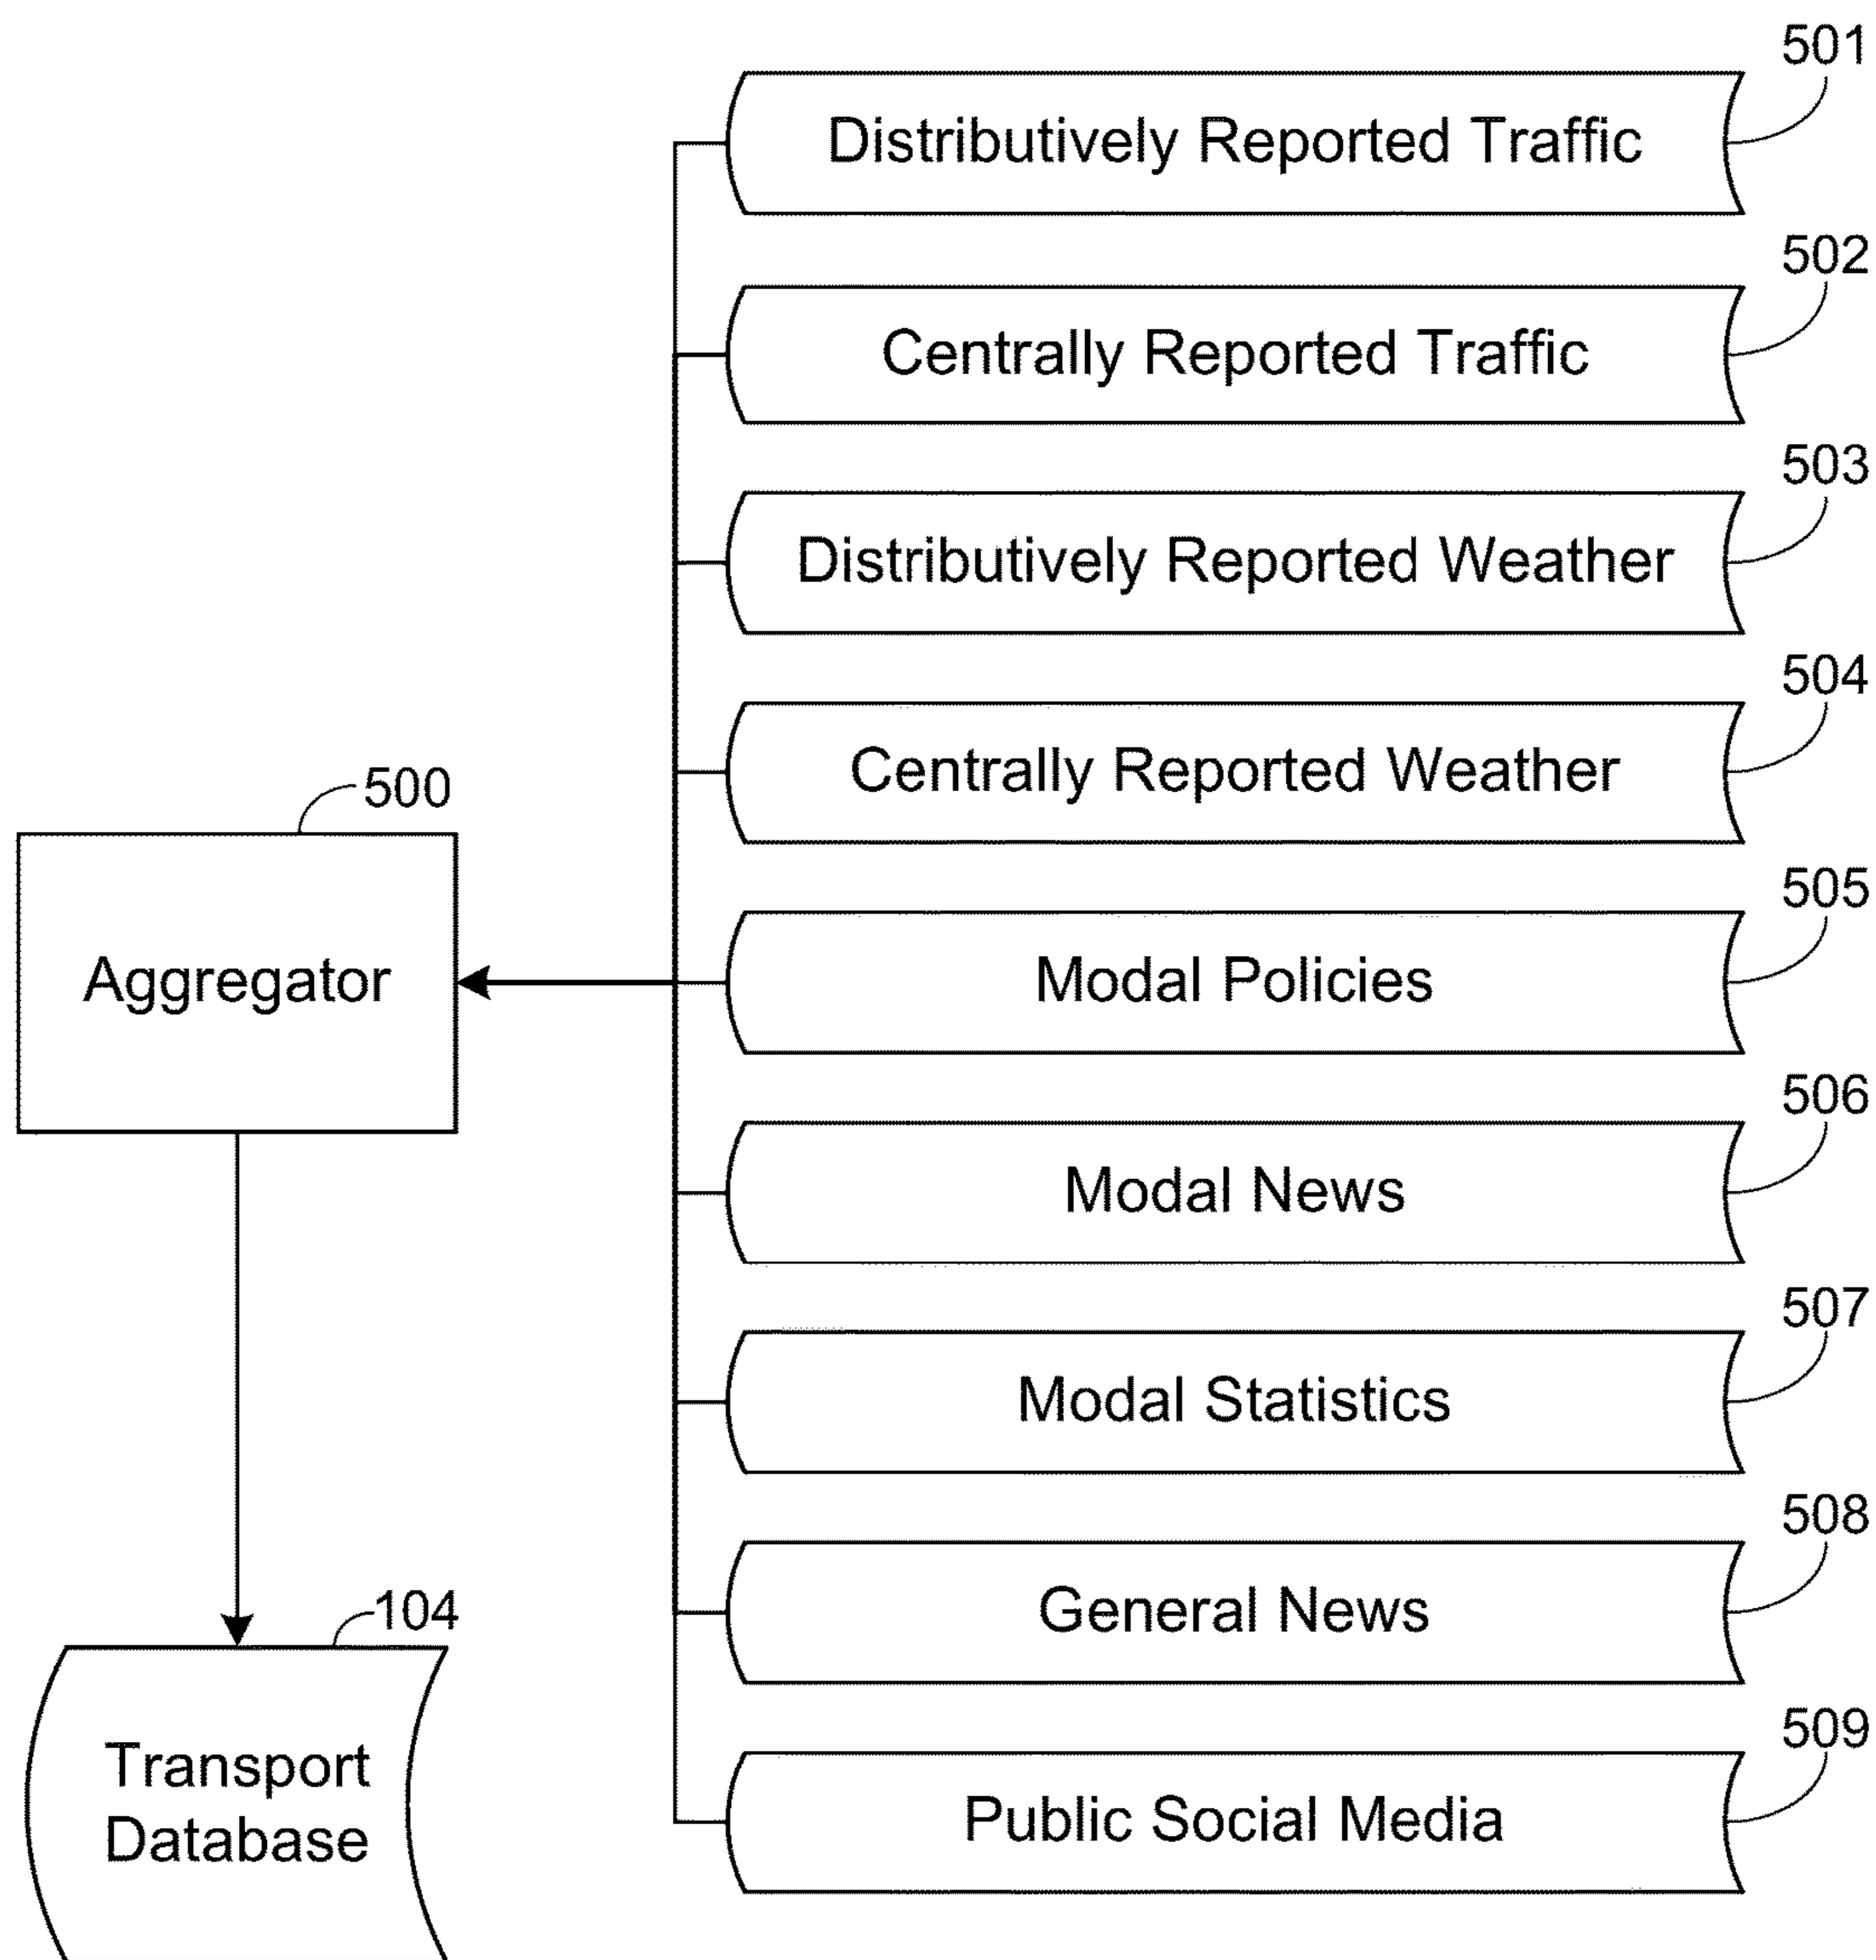 501
Distributively Reported Traffic
502
Centrally Reported Traffic
503
Distributively Reported Weather
504
Centrally Reported Weather
500
Aggregator
505
Modal Policies
506
Modal News
507
Modal Statistics
508
General News
104
Transport
Database
509
Public Social Media